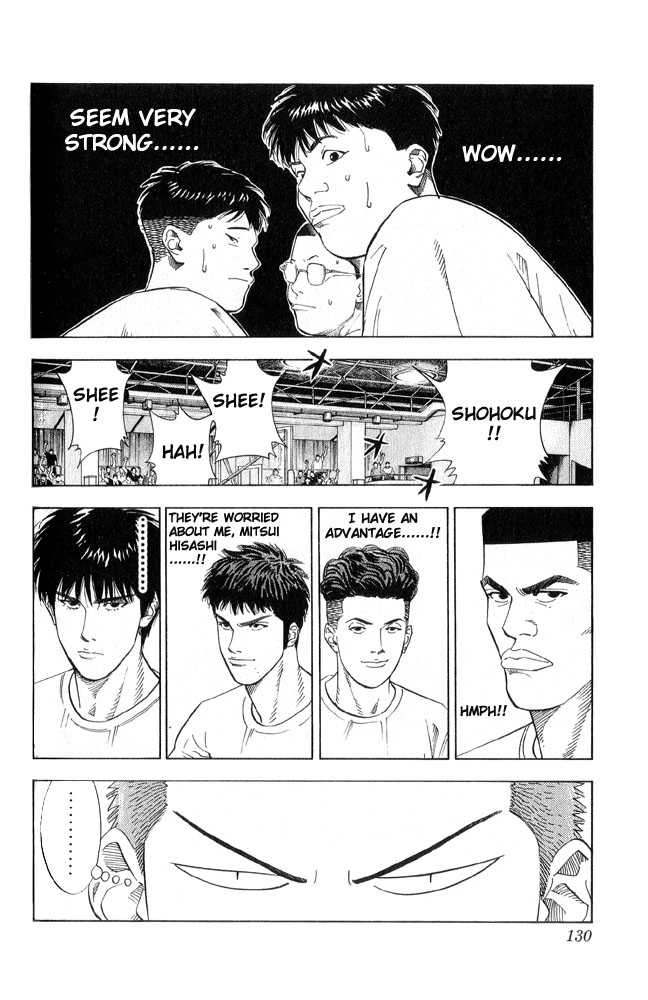 SEEM VERY
STRONG......
WOW......
SHEE
!
HAH!
SHEE!
SHOHOKU
!!
..........
THEY'RE WORRIED
ABOUT ME, MITSUI
HISASHI
......!!
I HAVE AN
ADVANTAGE......!!
HMPH!!
........
130